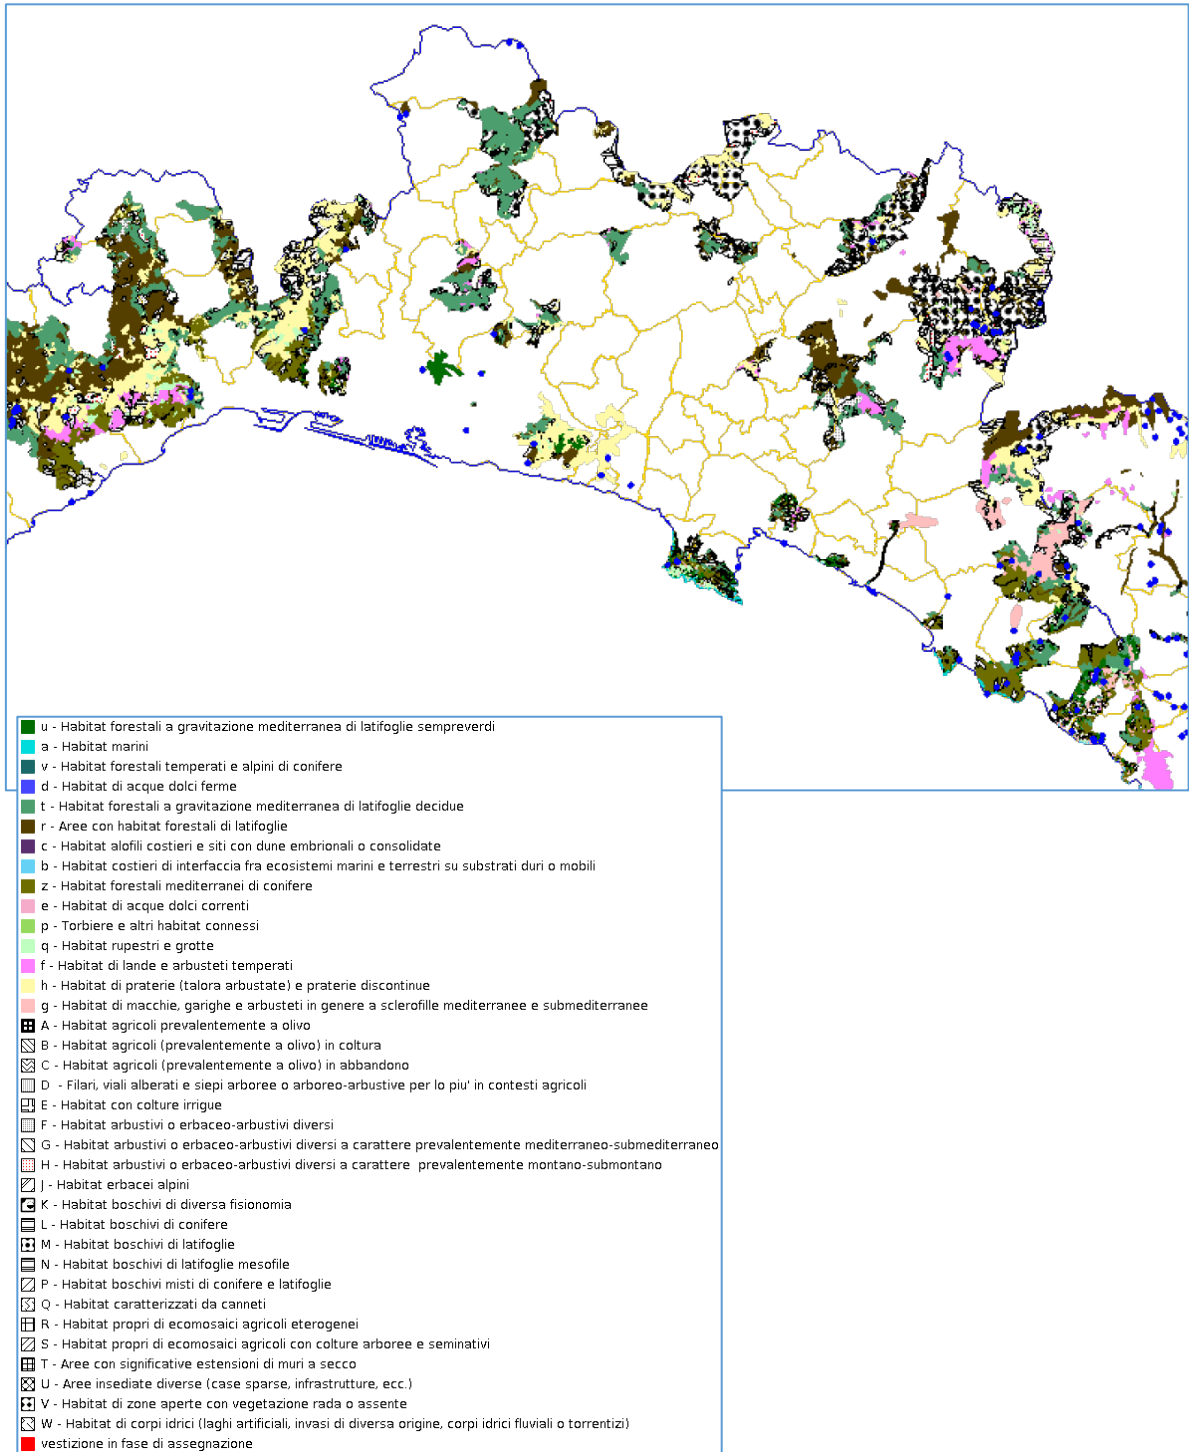 u - Habitat forestali a gravitazione mediterranea di latifoglie sempreverdi
a - Habitat marini
v - Habitat forestali temperati e alpini di conifere
d - Habitat di acque dolci ferme
t - Habitat forestali a gravitazione mediterranea di latifoglie decidue
r - Aree con habitat forestali di latifoglie
c - Habitat alofili costieri e siti con dune embrionali o consolidate
b - Habitat costieri di interfaccia fra ecosistemi marini e terrestri su substrati duri o mobili
z - Habitat forestali mediterranei di conifere
e - Habitat di acque dolci correnti
p - Torbiere e altri habitat connessi
q - Habitat rupestri e grotte
f - Habitat di lande e arbusteti temperati
h - Habitat di praterie (talora arbustate) e praterie discontinue
g - Habitat di macchie, garighe e arbusteti in genere a sclerofille mediterranee e submediterranee
A - Habitat agricoli prevalentemente a olivo
B - Habitat agricoli (prevalentemente a olivo) in coltura
C - Habitat agricoli (prevalentemente a olivo) in abbandono
D - Filari, viali alberati e siepi arboree o arboreo-arbustive per lo piu' in contesti agricoli
E - Habitat con colture irrigue
F - Habitat arbustivi o erbaceo-arbustivi diversi
G - Habitat arbustivi o erbaceo-arbustivi diversi a carattere prevalentemente mediterraneo-submediterraneo
H - Habitat arbustivi o erbaceo-arbustivi diversi a carattere prevalentemente montano-submontano
J - Habitat erbacei alpini
K - Habitat boschivi di diversa fisionomia
L - Habitat boschivi di conifere
M - Habitat boschivi di latifoglie
N - Habitat boschivi di latifoglie mesofile
P - Habitat boschivi misti di conifere e latifoglie
Q - Habitat caratterizzati da canneti
R - Habitat propri di ecomosaici agricoli eterogenei
S - Habitat propri di ecomosaici agricoli con colture arboree e seminativi
T - Aree con significative estensioni di muri a secco
U - Aree insediate diverse (case sparse, infrastrutture, ecc.)
V - Habitat di zone aperte con vegetazione rada o assente
W - Habitat di corpi idrici (laghi artificiali, invasi di diversa origine, corpi idrici fluviali o torrentizi)
vestizione in fase di assegnazione